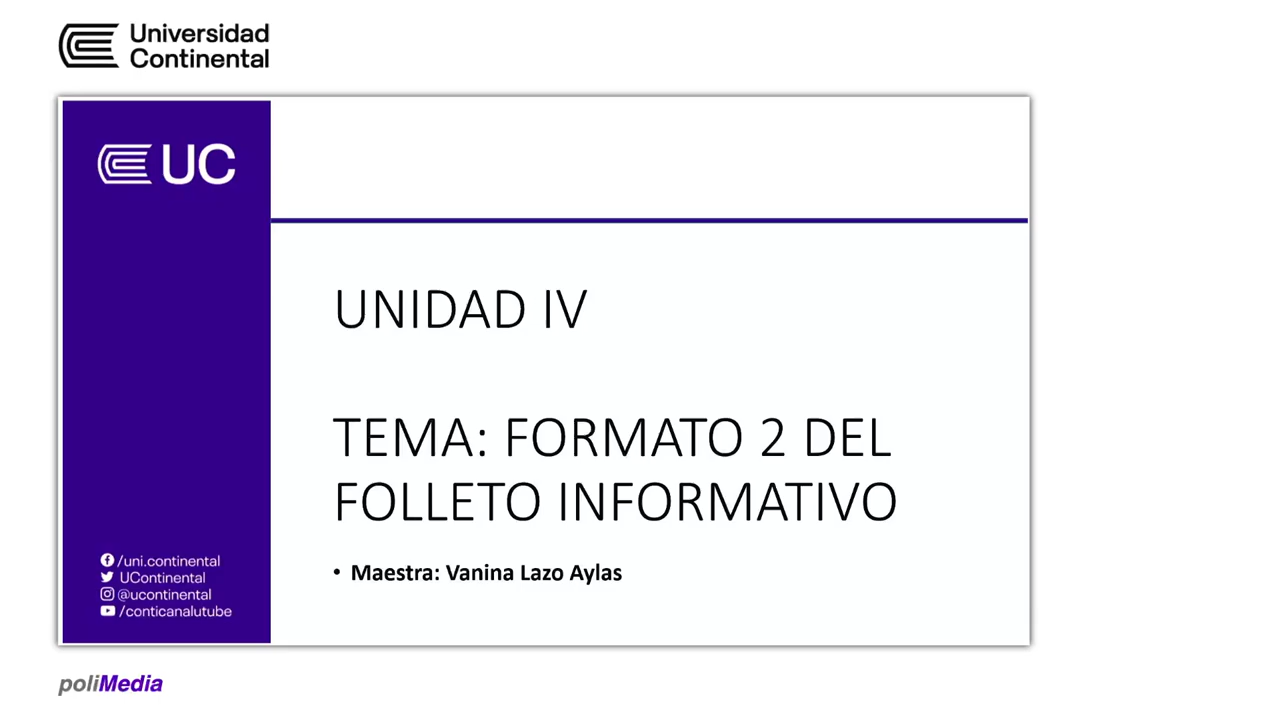 Universidad
Continental
UC
UNIDAD IV
TEMA: FORMATO 2 DEL
FOLLETO INFORMATIVO
• Maestra: Vanina Lazo Aylas
/uni.continental
UContinental
@ucontinental
/conticanalutube
poliMedia